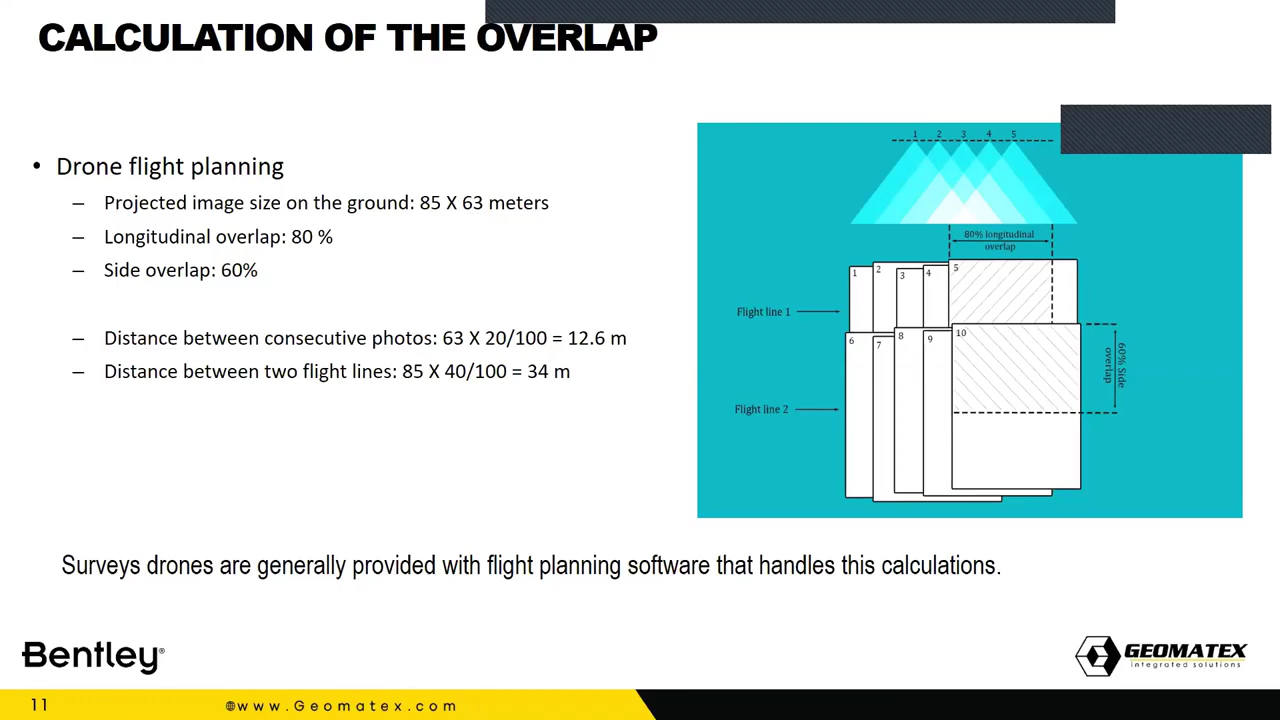 CALCULATION OF THE OVERLAP
• Drone flight planning
– Projected image size on the ground: 85 X 63 meters
– Longitudinal overlap: 80 %
– Side overlap: 60%
– Distance between consecutive photos: 63 X 20/100 = 12.6 m
– Distance between two flight lines: 85 X 40/100 = 34 m
1 2 3 4 5
80% longitudinal
overlap
1 2 3 4 5
Flight line 1
6 7 8 9 10
60% Side
overlap
Flight line 2
Surveys drones are generally provided with flight planning software that handles this calculations.
Bentley®
GEOMATEX
integrated solutions
11
www.Geomatex.com